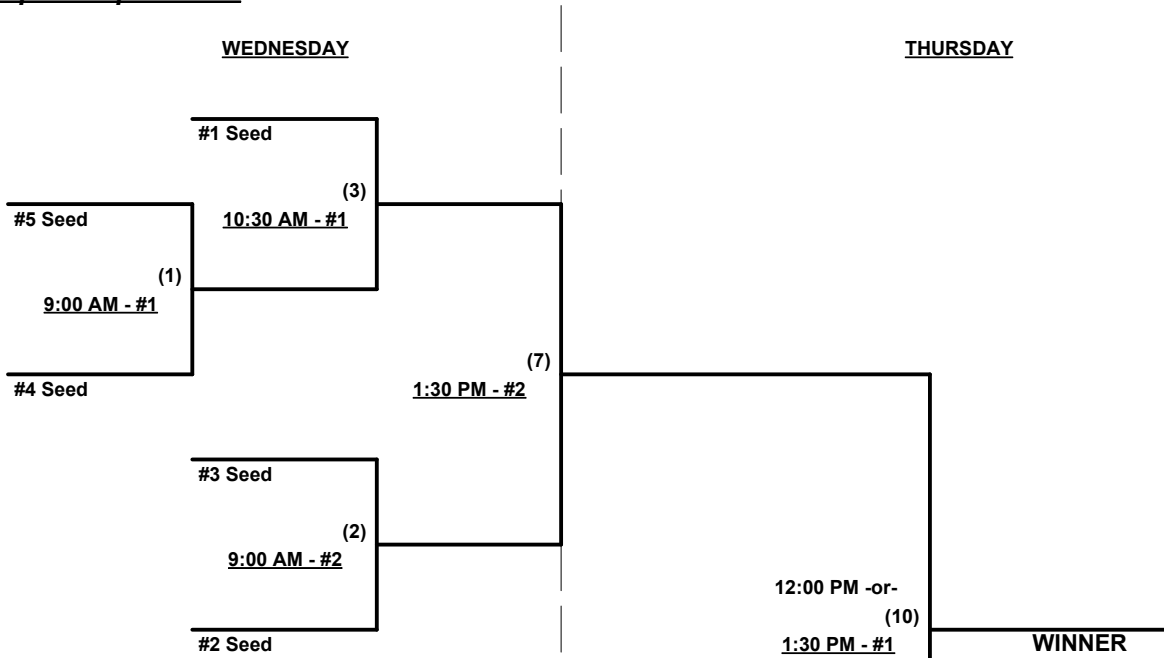 WEDNESDAY
THURSDAY
#1 Seed
(3)
#5 Seed
10:30 AM - #1
(1)
9:00 AM - #1
(7)
#4 Seed
1:30 PM - #2
#3 Seed
(2)
9:00 AM - #2
12:00 PM -or-
(10)
#2 Seed
1:30 PM - #1
WINNER